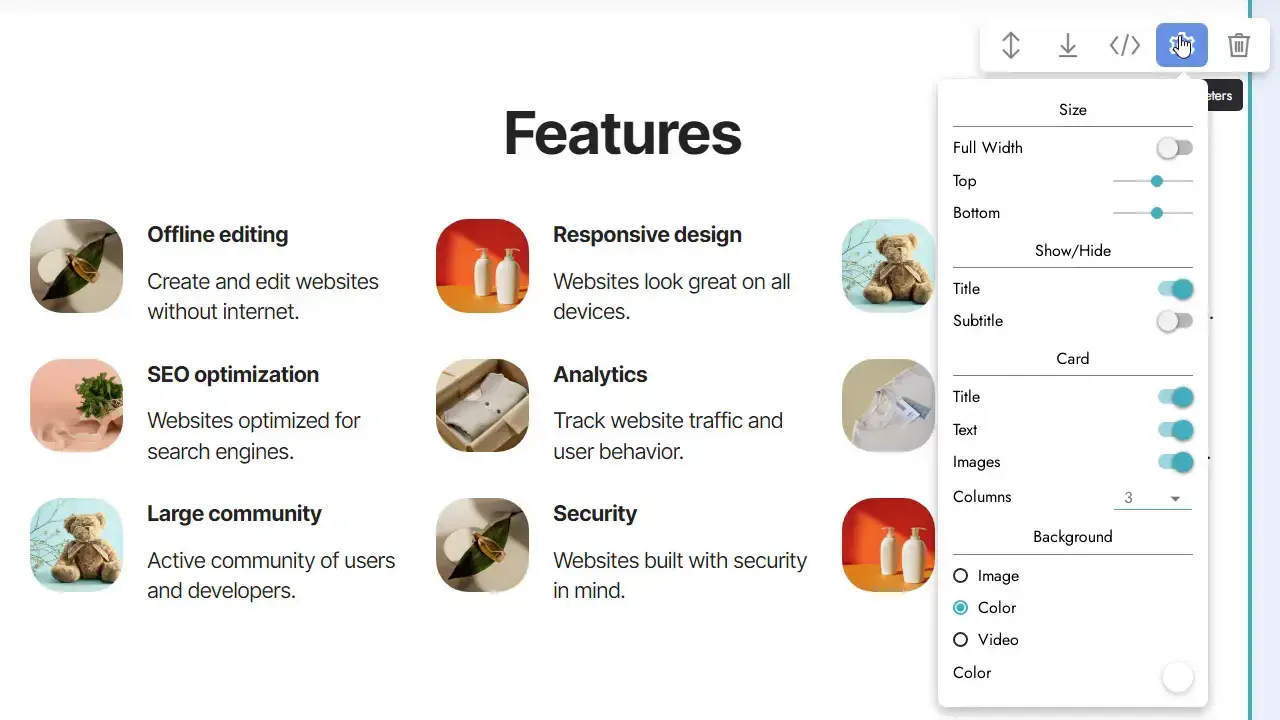 Features
Offline editing
Create and edit websites
without internet.
Responsive design
Websites look great on all
devices.
SEO optimization
Websites optimized for
search engines.
Analytics
Track website traffic and
user behavior.
Large community
Active community of users
and developers.
Security
Websites built with security
in mind.
Size
Full Width
Top
Bottom
Show/Hide
Title
Subtitle
Card
Title
Text
Images
Columns
3
Background
Image
Color
Video
Color